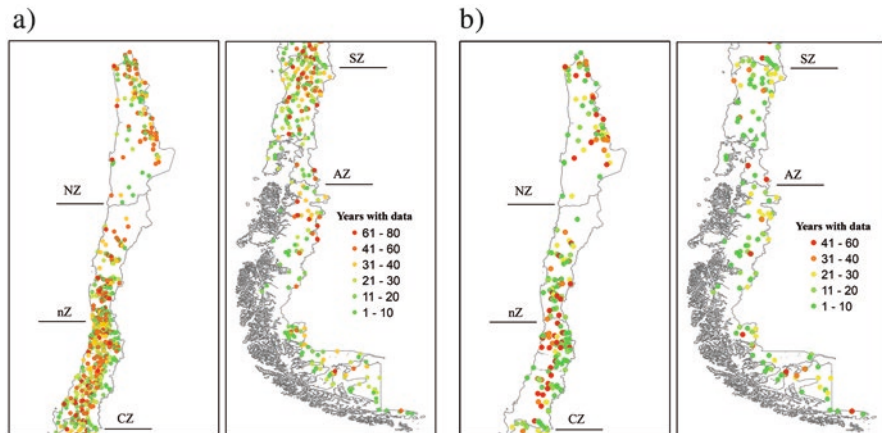 a)
NZ
nZ
CZ
SZ
AZ
Years with data
61 - 80
41 - 60
31 - 40
21 - 30
11 - 20
1 - 10
b)
NZ
nZ
CZ
SZ
AZ
Years with data
41 - 60
31 - 40
21 - 30
11 - 20
1 - 10